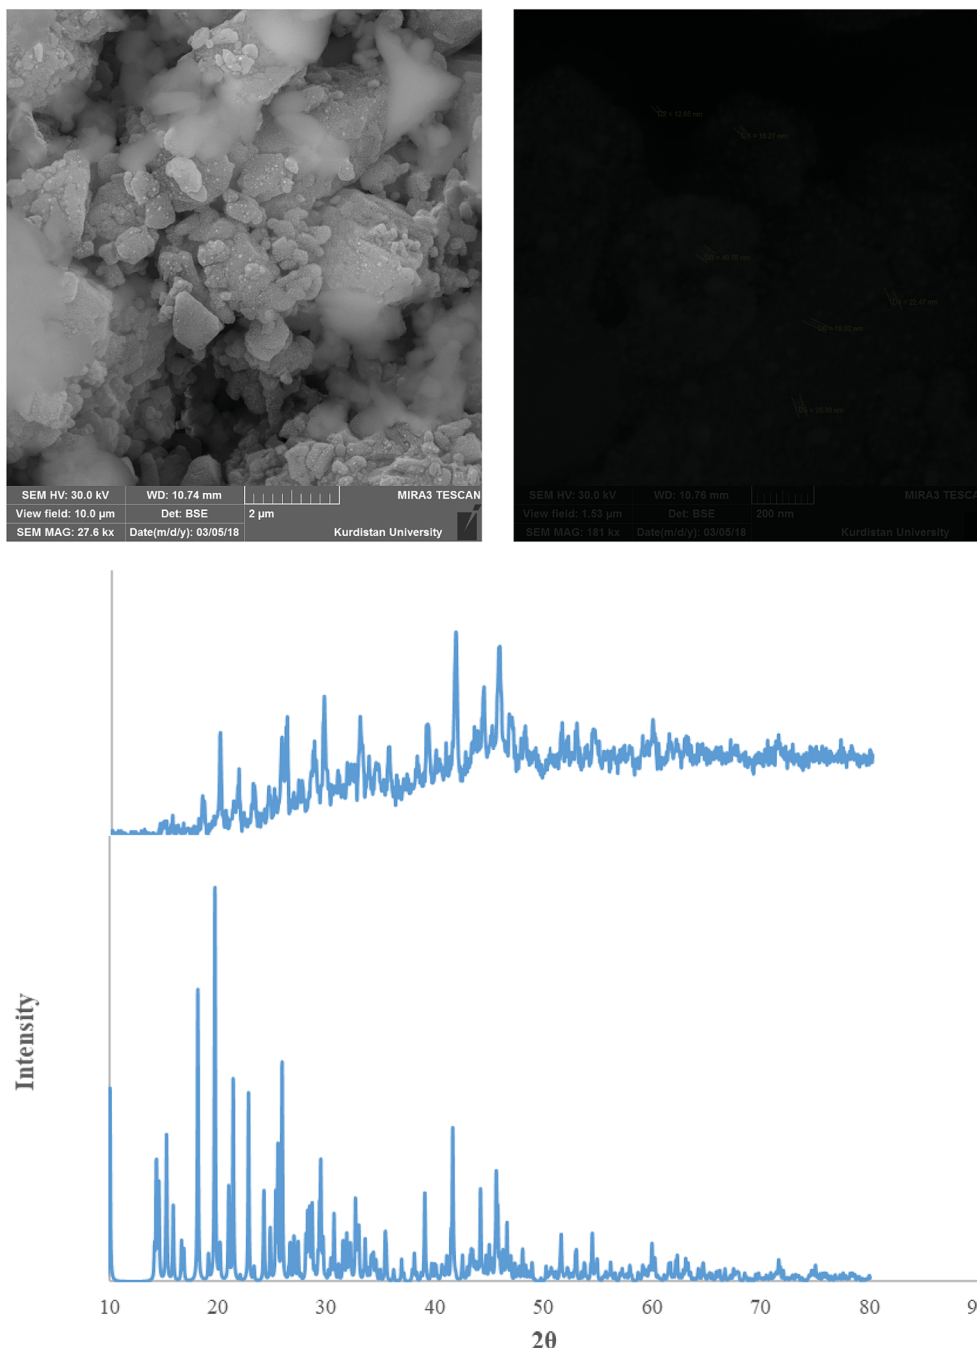 SEM HV: 30.0 kV WD: 10.74 mm MIRA3 TESCAN
View field: 10.0 µm Det: BSE 2 µm
SEM MAG: 27.6 kx Date(m/d/y): 03/05/18 Kurdistan University
SEM HV: 30.0 kV WD: 10.76 mm MIRA3 TESCA
View field: 1.53 µm Det: BSE 200 nm
SEM MAG: 181 kx Date(m/d/y): 03/05/18 Kurdistan University
Intensity
10 20 30 40 50 60 70 80 9
2θ